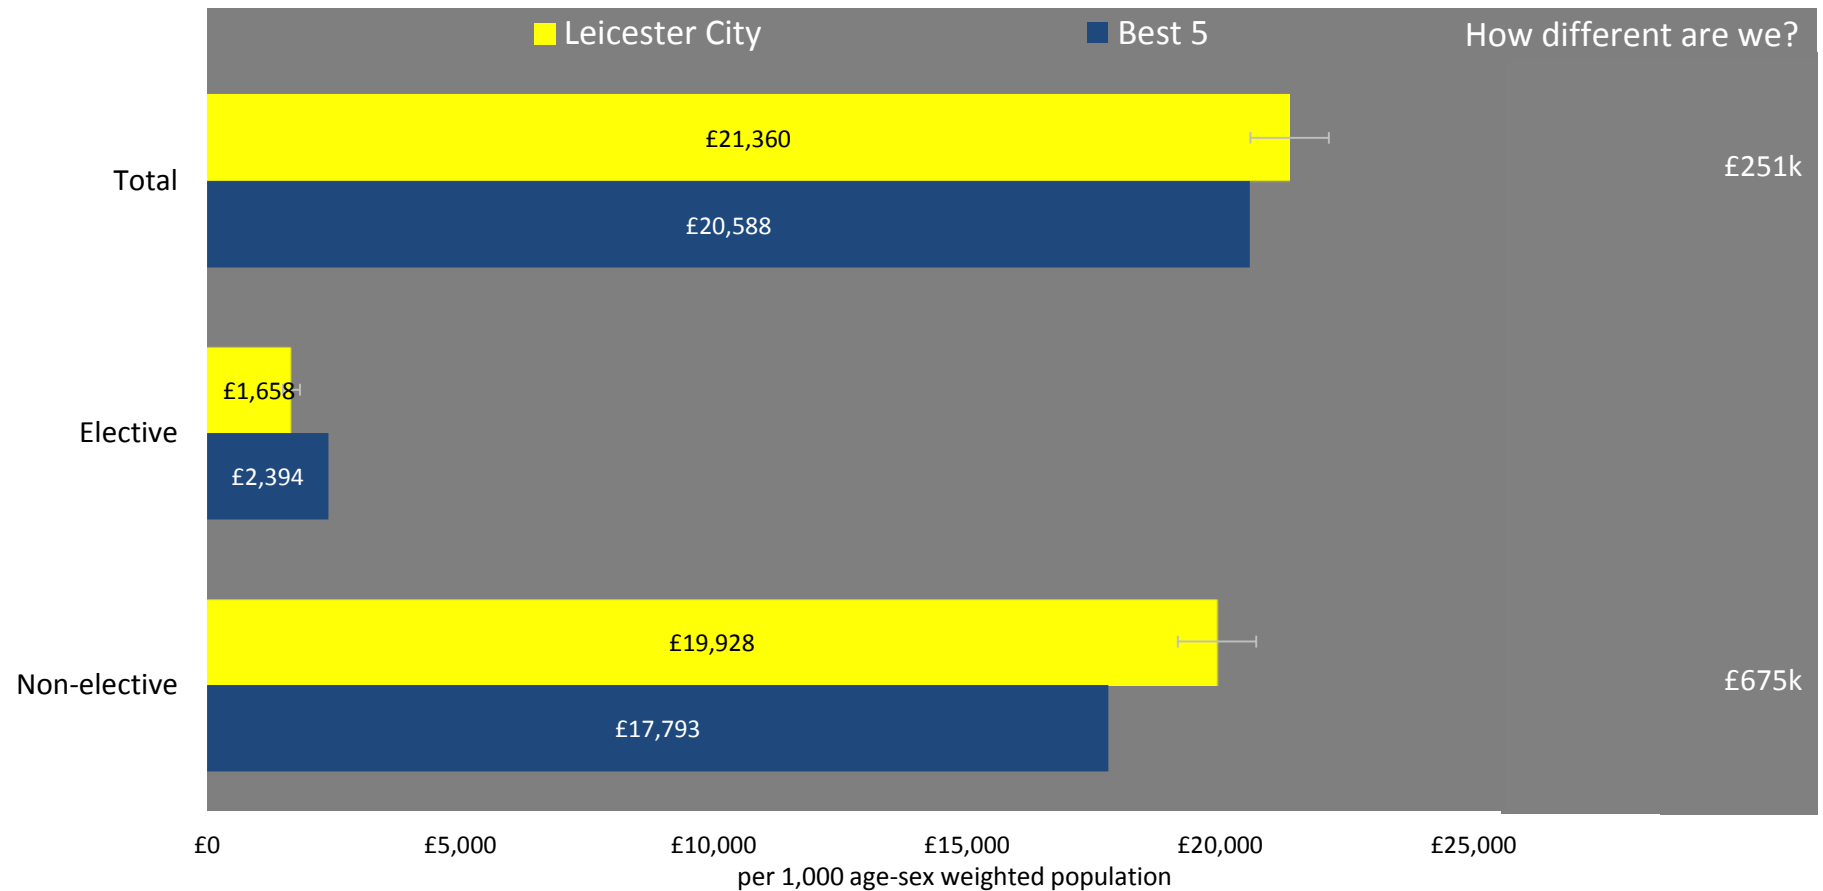 Leicester City
Best 5
How different are we?
Total
£21,360
£20,588
£251k
Elective
£1,658
£2,394
Non-elective
£19,928
£17,793
£675k
£0 £5,000 £10,000 £15,000 £20,000 £25,000
per 1,000 age-sex weighted population